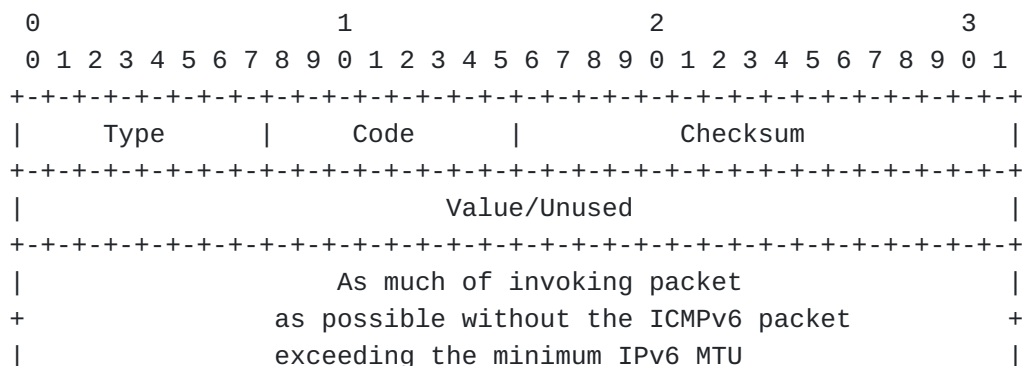 0                   1                   2                   3
0 1 2 3 4 5 6 7 8 9 0 1 2 3 4 5 6 7 8 9 0 1 2 3 4 5 6 7 8 9 0 1
+-+-+-+-+-+-+-+-+-+-+-+-+-+-+-+-+-+-+-+-+-+-+-+-+-+-+-+-+-+-+-+-+
|     Type      |     Code      |          Checksum             |
+-+-+-+-+-+-+-+-+-+-+-+-+-+-+-+-+-+-+-+-+-+-+-+-+-+-+-+-+-+-+-+-+
|                           Value/Unused                        |
+-+-+-+-+-+-+-+-+-+-+-+-+-+-+-+-+-+-+-+-+-+-+-+-+-+-+-+-+-+-+-+-+
|                    As much of invoking packet                 |
+                as possible without the ICMPv6 packet          +
|                exceeding the minimum IPv6 MTU                 |